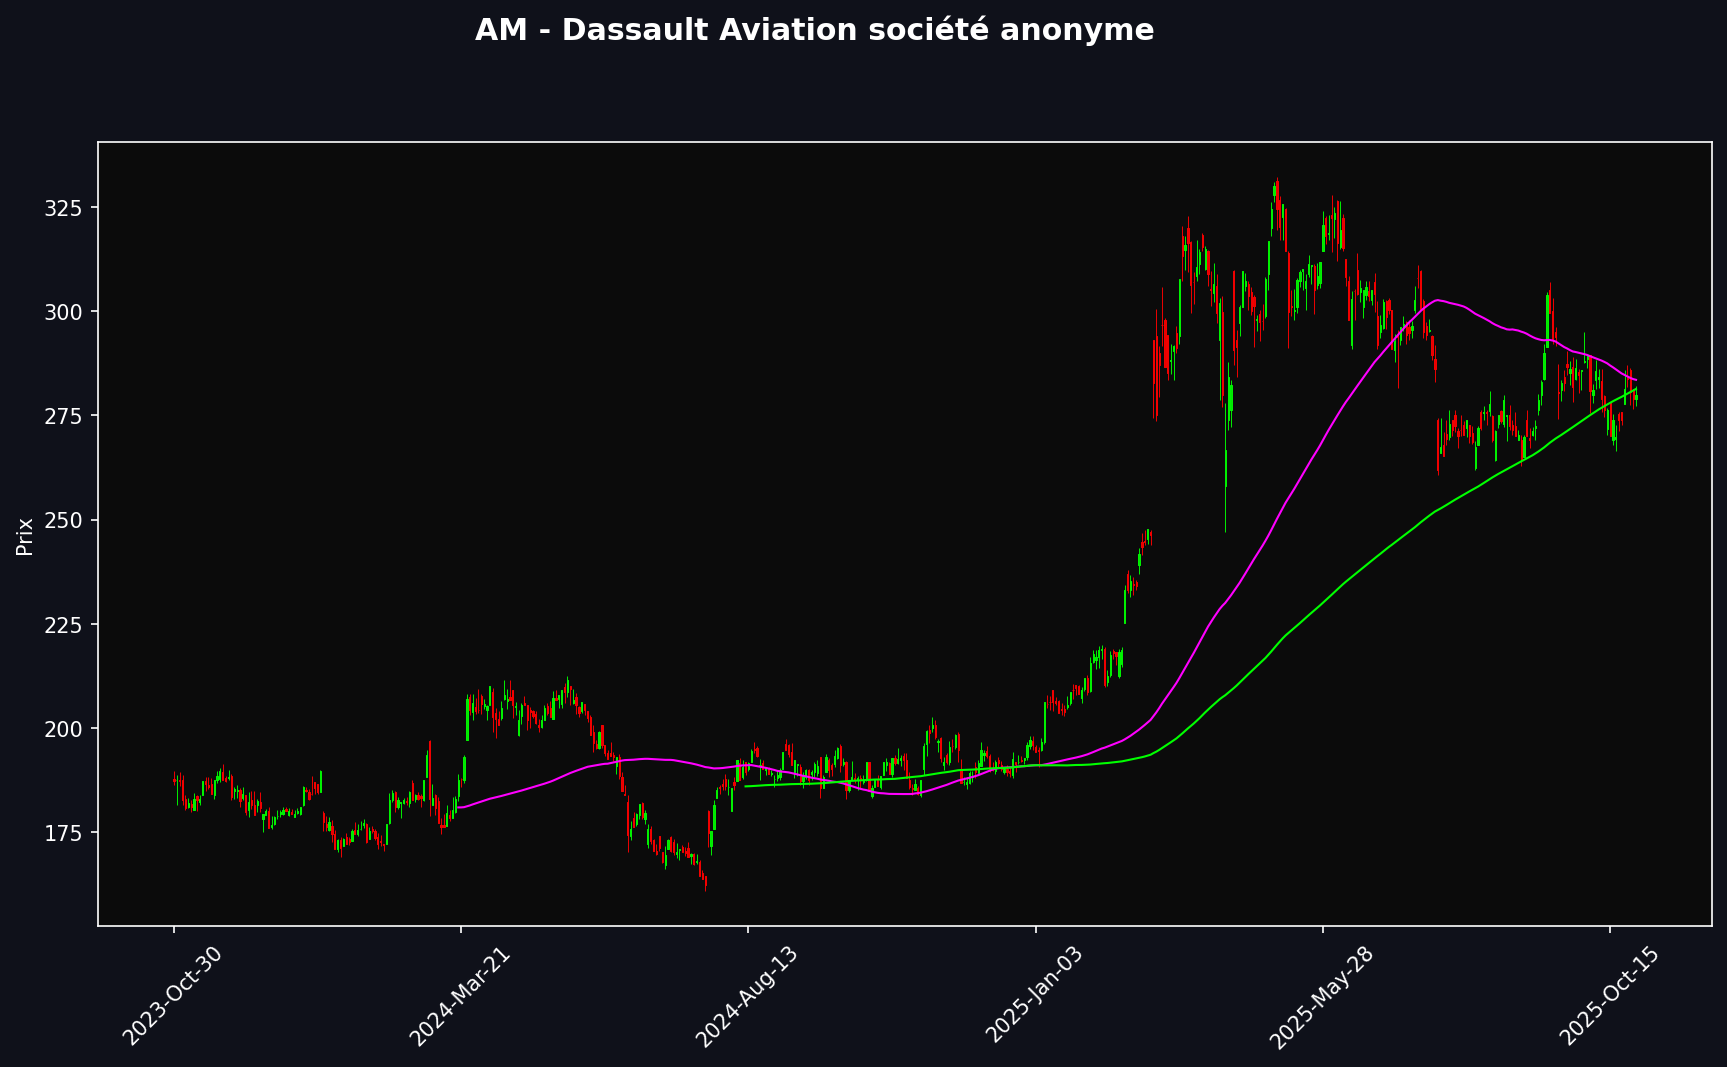 AM - Dassault Aviation société anonyme
Prix
325
300
275
250
225
200
175
2023-Oct-30
2024-Mar-21
2024-Aug-13
2025-Jan-03
2025-May-28
2025-Oct-15